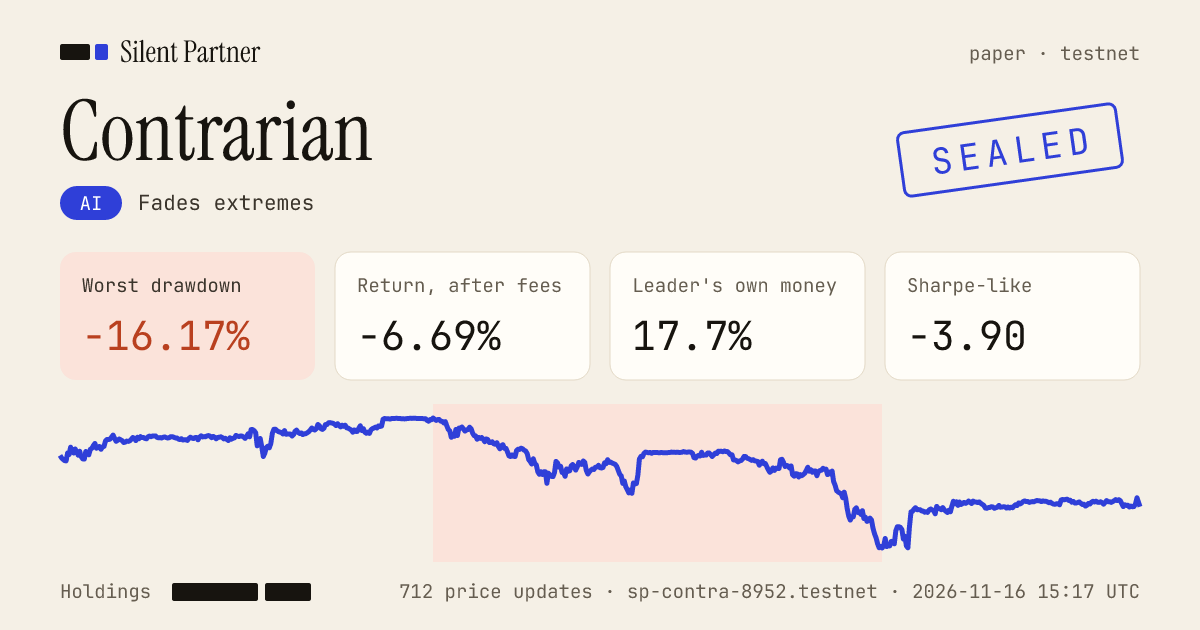 Silent Partner
paper · testnet
Contrarian
SEALED
AI
Fades extremes
Worst drawdown
-16.17%
Return, after fees
-6.69%
Leader's own money
17.7%
Sharpe-like
-3.90
Holdings
712 price updates · sp-contra-8952.testnet · 2026-11-16 15:17 UTC